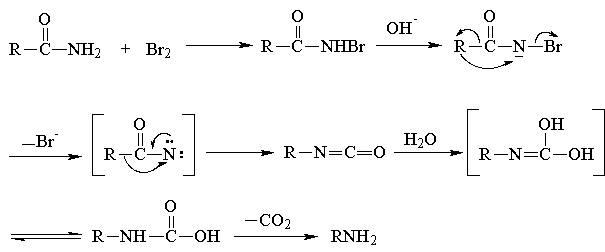 R—C(=O)—NH₂ + Br₂ ⟶ R—C(=O)—NHBr —OH⁻⟶ R—C(=O)—N̲—Br
—Br⁻⟶ [R—C(=O)—N̈:] ⟶ R—N=C=O —H₂O⟶ [R—N=C(OH)—OH]
⇌ R—NH—C(=O)—OH —CO₂⟶ RNH₂